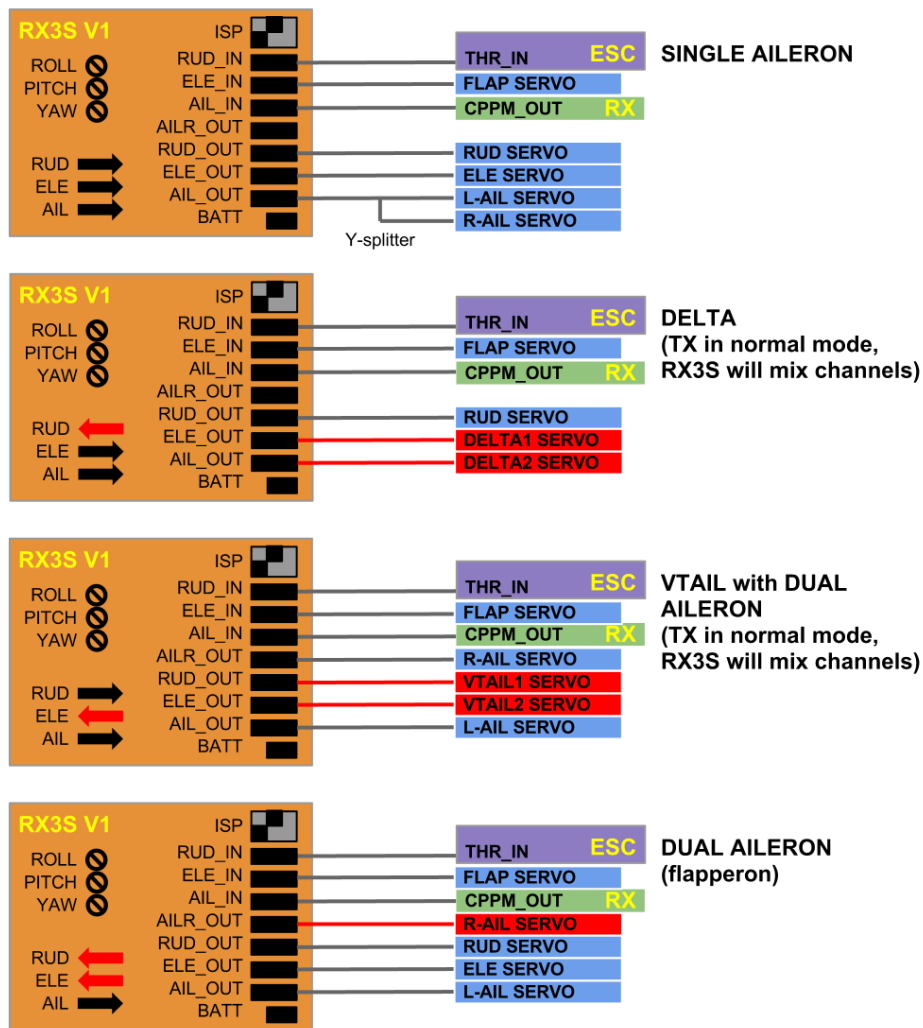 RX3S V1
ISP
ROLL
PITCH
YAW
RUD
ELE
AIL
RUD_IN
ELE_IN
AIL_IN
AILR_OUT
RUD_OUT
ELE_OUT
AIL_OUT
BATT
THR_IN ESC
FLAP SERVO
CPPM_OUT RX
RUD SERVO
ELE SERVO
L-AIL SERVO
R-AIL SERVO
Y-splitter
SINGLE AILERON
RX3S V1
ISP
ROLL
PITCH
YAW
RUD
ELE
AIL
RUD_IN
ELE_IN
AIL_IN
AILR_OUT
RUD_OUT
ELE_OUT
AIL_OUT
BATT
THR_IN ESC
FLAP SERVO
CPPM_OUT RX
RUD SERVO
DELTA1 SERVO
DELTA2 SERVO
DELTA
(TX in normal mode,
RX3S will mix channels)
RX3S V1
ISP
ROLL
PITCH
YAW
RUD
ELE
AIL
RUD_IN
ELE_IN
AIL_IN
AILR_OUT
RUD_OUT
ELE_OUT
AIL_OUT
BATT
THR_IN ESC
FLAP SERVO
CPPM_OUT RX
R-AIL SERVO
VTAIL1 SERVO
VTAIL2 SERVO
L-AIL SERVO
VTAIL with DUAL
AILERON
(TX in normal mode,
RX3S will mix channels)
RX3S V1
ISP
ROLL
PITCH
YAW
RUD
ELE
AIL
RUD_IN
ELE_IN
AIL_IN
AILR_OUT
RUD_OUT
ELE_OUT
AIL_OUT
BATT
THR_IN ESC
FLAP SERVO
CPPM_OUT RX
R-AIL SERVO
RUD SERVO
ELE SERVO
L-AIL SERVO
DUAL AILERON
(flapperon)